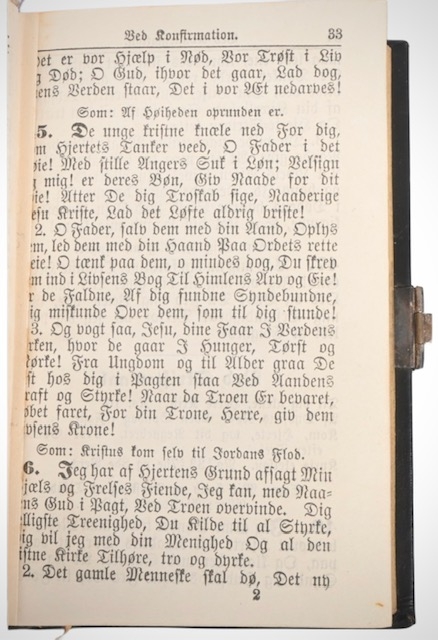 Ved Konfirmation. 33
det er vor Hjælp i Nød, Vor Trøst i Liv
g Død; O Gud, ihvor det gaar, Lad dog,
ens Verden staar, Det i vor Æt nedarves!
Som: Af Høiheden oprunden er.
5. De unge kristne knæle ned For dig,
m Hjertets Tanker veed, O Fader i det
øie! Med stille Angers Suk i Løn; Velsign
g mig! er deres Bøn, Giv Naade for dit
ie! Atter De dig Troskab sige, Naaderige
esu Kriste, Lad det Løfte aldrig briste!
2. O Fader, salv dem med din Aand, Oplys
em, led dem med din Haand Paa Ordets rette
eie! O tænk paa dem, o mindes dog, Du skrev
m ind i Livsens Bog Til Himlens Arv og Eie!
r de Faldne, Af dig fundne Syndebundne,
ig miskunde Over dem, som til dig stunde!
3. Og vogt saa, Jesu, dine Faar I Verdens
rken, hvor de gaar I Hunger, Tørst og
ørke! Fra Ungdom og til Alder graa De
st hos dig i Pagten staa Ved Aandens
raft og Styrke! Naar da Troen Er bevaret,
øbet faret, For din Trone, Herre, giv dem
vsens Krone!
Som: Kristus kom selv til Jordans Flod.
6. Jeg har af Hjertens Grund afsagt Min
jæls og Frelses Fiende, Jeg kan, med Naa=
ns Gud i Pagt, Ved Troen overvinde. Dig
lligste Treenighed, Du Kilde til al Styrke,
ig vil jeg med din Menighed Og al den
istne Kirke Tilhøre, tro og dyrke.
2. Det gamle Menneske skal dø, Det ny
2